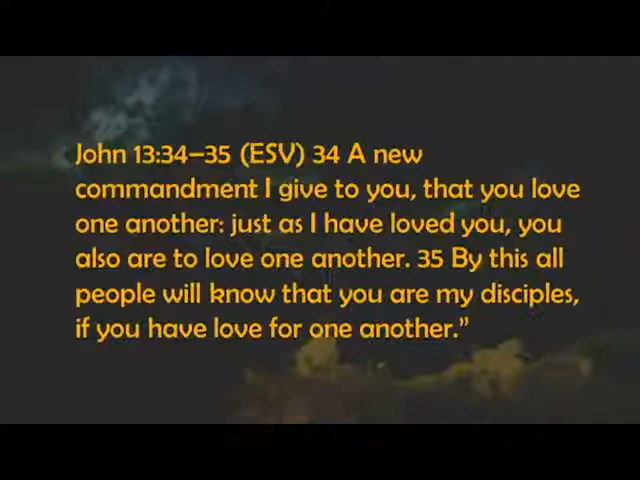 John 13:34–35 (ESV) 34 A new
commandment I give to you, that you love
one another: just as I have loved you, you
also are to love one another. 35 By this all
people will know that you are my disciples,
if you have love for one another.”